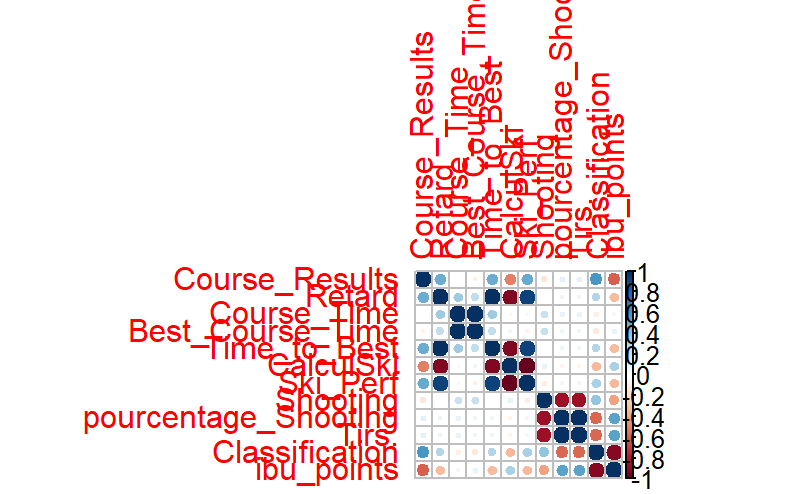 Course_Results
Retard
Course_Time
Best_Course_Time
Time_to_Best
CalculSki
Ski_Perf
Shooting
pourcentage_Shoo
Tirs.
Classification
ibu_points
Course_Results
Retard
Course_Time
Best_Course_Time
Time_to_Best
CalculSki
Ski_Perf
Shooting
pourcentage_Shooting
Tirs.
Classification
ibu_points
1
0.8
0.6
0.4
0.2
0
-0.2
-0.4
-0.6
-0.8
-1